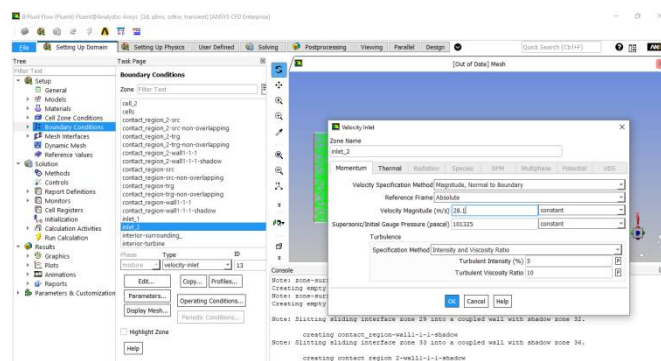 B Fluid Flow (Fluent) Fluent@Analystic-Ansys [3d, pbns, sstkw, transient] [ANSYS CFD Enterprise]
File Setting Up Domain Setting Up Physics User Defined Solving Postprocessing Viewing Parallel Design Quick Search (Ctrl+F)
Tree
Filter Text
Setup
General
Models
Materials
Cell Zone Conditions
Boundary Conditions
Mesh Interfaces
Dynamic Mesh
Reference Values
Solution
Methods
Controls
Report Definitions
Monitors
Cell Registers
Initialization
Calculation Activities
Run Calculation
Results
Graphics
Plots
Animations
Reports
Parameters & Customization
Task Page
Boundary Conditions
Zone Filter Text
cell_2
cells
contact_region_2-src
contact_region_2-src-non-overlapping
contact_region_2-trg
contact_region_2-trg-non-overlapping
contact_region_2-wall1-1-1
contact_region_2-wall1-1-1-shadow
contact_region-src
contact_region-src-non-overlapping
contact_region-trg
contact_region-trg-non-overlapping
contact_region-wall1-1-1
contact_region-wall1-1-1-shadow
inlet_1
inlet_2
interior-surrounding_
interior-turbine
Phase Type ID
mixture velocity-inlet 13
Edit... Copy... Profiles...
Parameters... Operating Conditions...
Display Mesh... Periodic Conditions...
Highlight Zone
Help
[Out of Date] Mesh
Velocity Inlet
Zone Name
inlet_2
Momentum Thermal Radiation Species DPM Multiphase Potential UDS
Velocity Specification Method Magnitude, Normal to Boundary
Reference Frame Absolute
Velocity Magnitude (m/s) 28.1 constant
Supersonic/Initial Gauge Pressure (pascal) 101325 constant
Turbulence
Specification Method Intensity and Viscosity Ratio
Turbulent Intensity (%) 5 P
Turbulent Viscosity Ratio 10 P
OK Cancel Help
Console
Note: zone-sur
Creating empty
Note: zone-sur
Creating empty
Note: Slitting sliding interface zone 29 into a coupled wall with shadow zone 32.
creating contact_region-wall1-1-1-shadow
Note: Slitting sliding interface zone 33 into a coupled wall with shadow zone 36.
creating contact_region_2-wall1-1-1-shadow